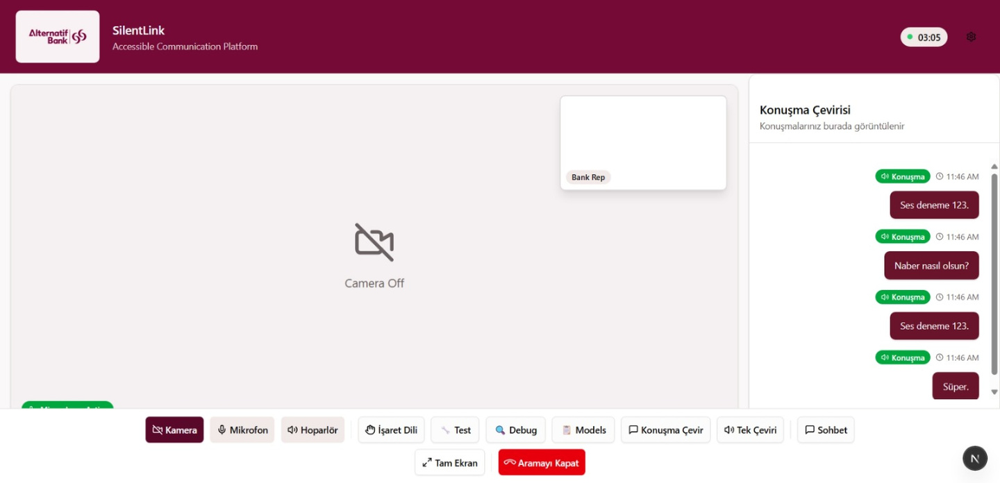 Alternatif
Bank
SilentLink
Accessible Communication Platform
03:05
Bank Rep
Camera Off
Konuşma Çevirisi
Konuşmalarınız burada görüntülenir
Konuşma 11:46 AM
Ses deneme 123.
Konuşma 11:46 AM
Naber nasıl olsun?
Konuşma 11:46 AM
Ses deneme 123.
Konuşma 11:46 AM
Süper.
Kamera Mikrofon Hoparlör İşaret Dili Test Debug Models Konuşma Çevir Tek Çeviri Sohbet
Tam Ekran Aramayı Kapat
N